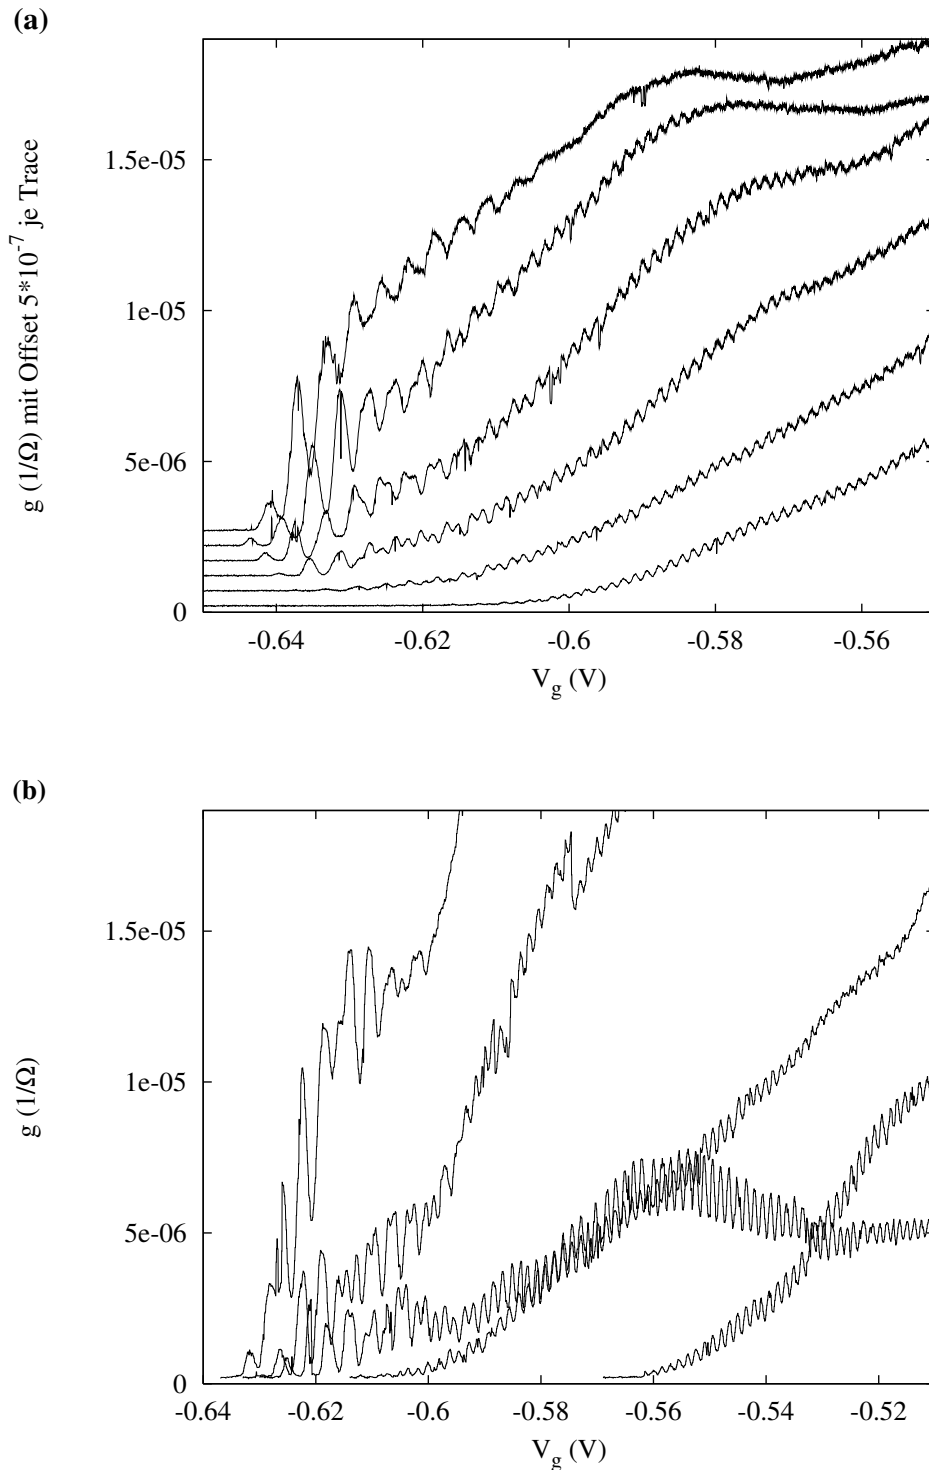 (a)
g (1/Ω) mit Offset 5*10^-7 je Trace
1.5e-05
1e-05
5e-06
0
-0.64 -0.62 -0.6 -0.58 -0.56
V_g (V)
(b)
g (1/Ω)
1.5e-05
1e-05
5e-06
0
-0.64 -0.62 -0.6 -0.58 -0.56 -0.54 -0.52
V_g (V)